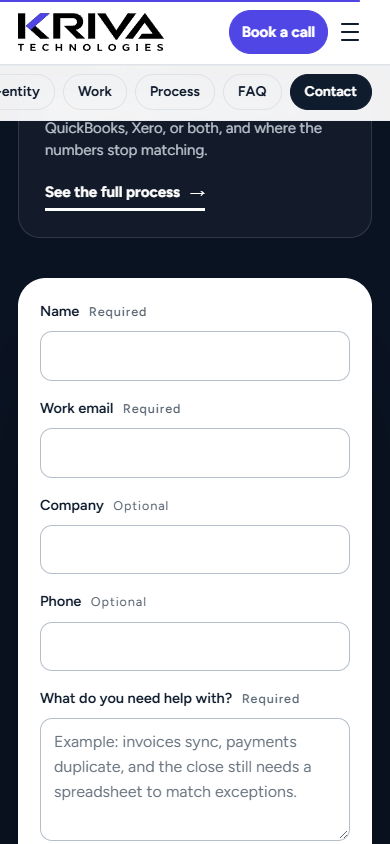 KRIVA
TECHNOLOGIES
Book a call
-entity
Work
Process
FAQ
Contact
QuickBooks, Xero, or both, and where the
numbers stop matching.
See the full process →
Name Required
Work email Required
Company Optional
Phone Optional
What do you need help with? Required
Example: invoices sync, payments
duplicate, and the close still needs a
spreadsheet to match exceptions.